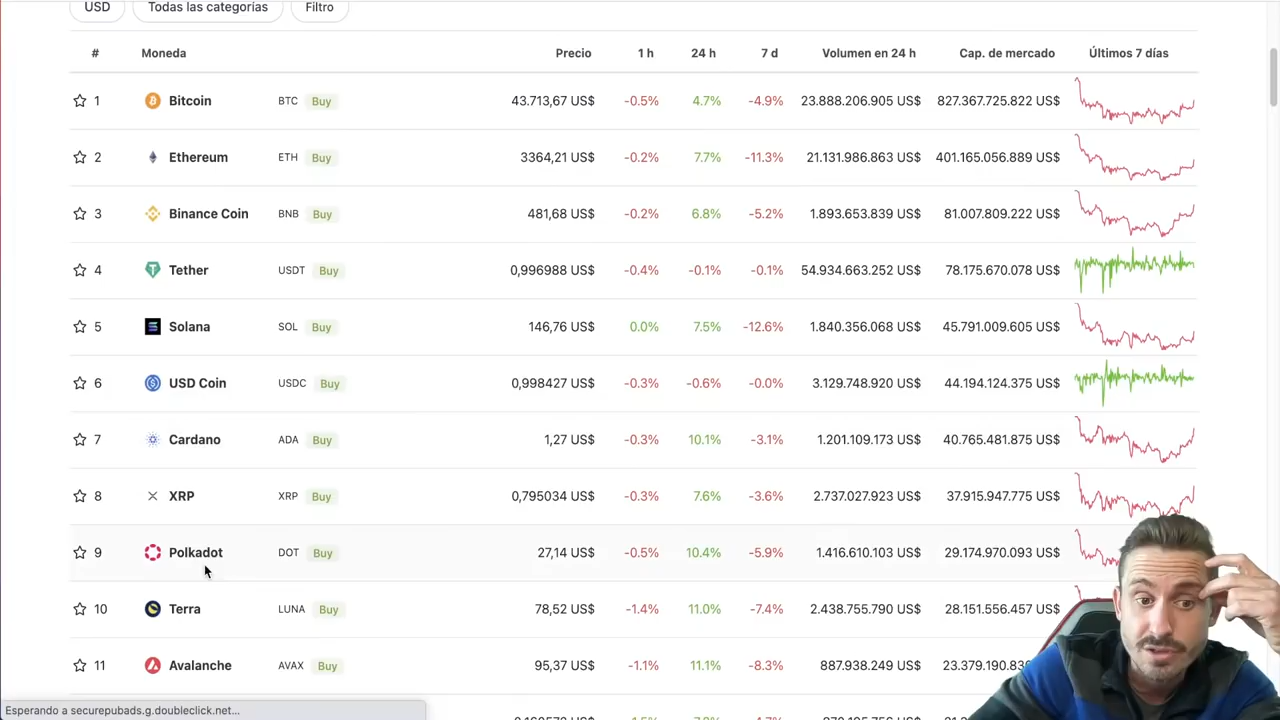 USD Todas las categorías Filtro
# Moneda Precio 1 h 24 h 7 d Volumen en 24 h Cap. de mercado Últimos 7 días
1 Bitcoin BTC Buy 43.713,67 US$ -0.5% 4.7% -4.9% 23.888.206.905 US$ 827.367.725.822 US$
2 Ethereum ETH Buy 3364,21 US$ -0.2% 7.7% -11.3% 21.131.986.863 US$ 401.165.056.889 US$
3 Binance Coin BNB Buy 481,68 US$ -0.2% 6.8% -5.2% 1.893.653.839 US$ 81.007.809.222 US$
4 Tether USDT Buy 0,996988 US$ -0.4% -0.1% -0.1% 54.934.663.252 US$ 78.175.670.078 US$
5 Solana SOL Buy 146,76 US$ 0.0% 7.5% -12.6% 1.840.356.068 US$ 45.791.009.605 US$
6 USD Coin USDC Buy 0,998427 US$ -0.3% -0.6% -0.0% 3.129.748.920 US$ 44.194.124.375 US$
7 Cardano ADA Buy 1,27 US$ -0.3% 10.1% -3.1% 1.201.109.173 US$ 40.765.481.875 US$
8 XRP XRP Buy 0,795034 US$ -0.3% 7.6% -3.6% 2.737.027.923 US$ 37.915.947.775 US$
9 Polkadot DOT Buy 27,14 US$ -0.5% 10.4% -5.9% 1.416.610.103 US$ 29.174.970.093 US$
10 Terra LUNA Buy 78,52 US$ -1.4% 11.0% -7.4% 2.438.755.790 US$ 28.151.556.457 US$
11 Avalanche AVAX Buy 95,37 US$ -1.1% 11.1% -8.3% 887.938.249 US$
Esperando a securepubads.g.doubleclick.net...